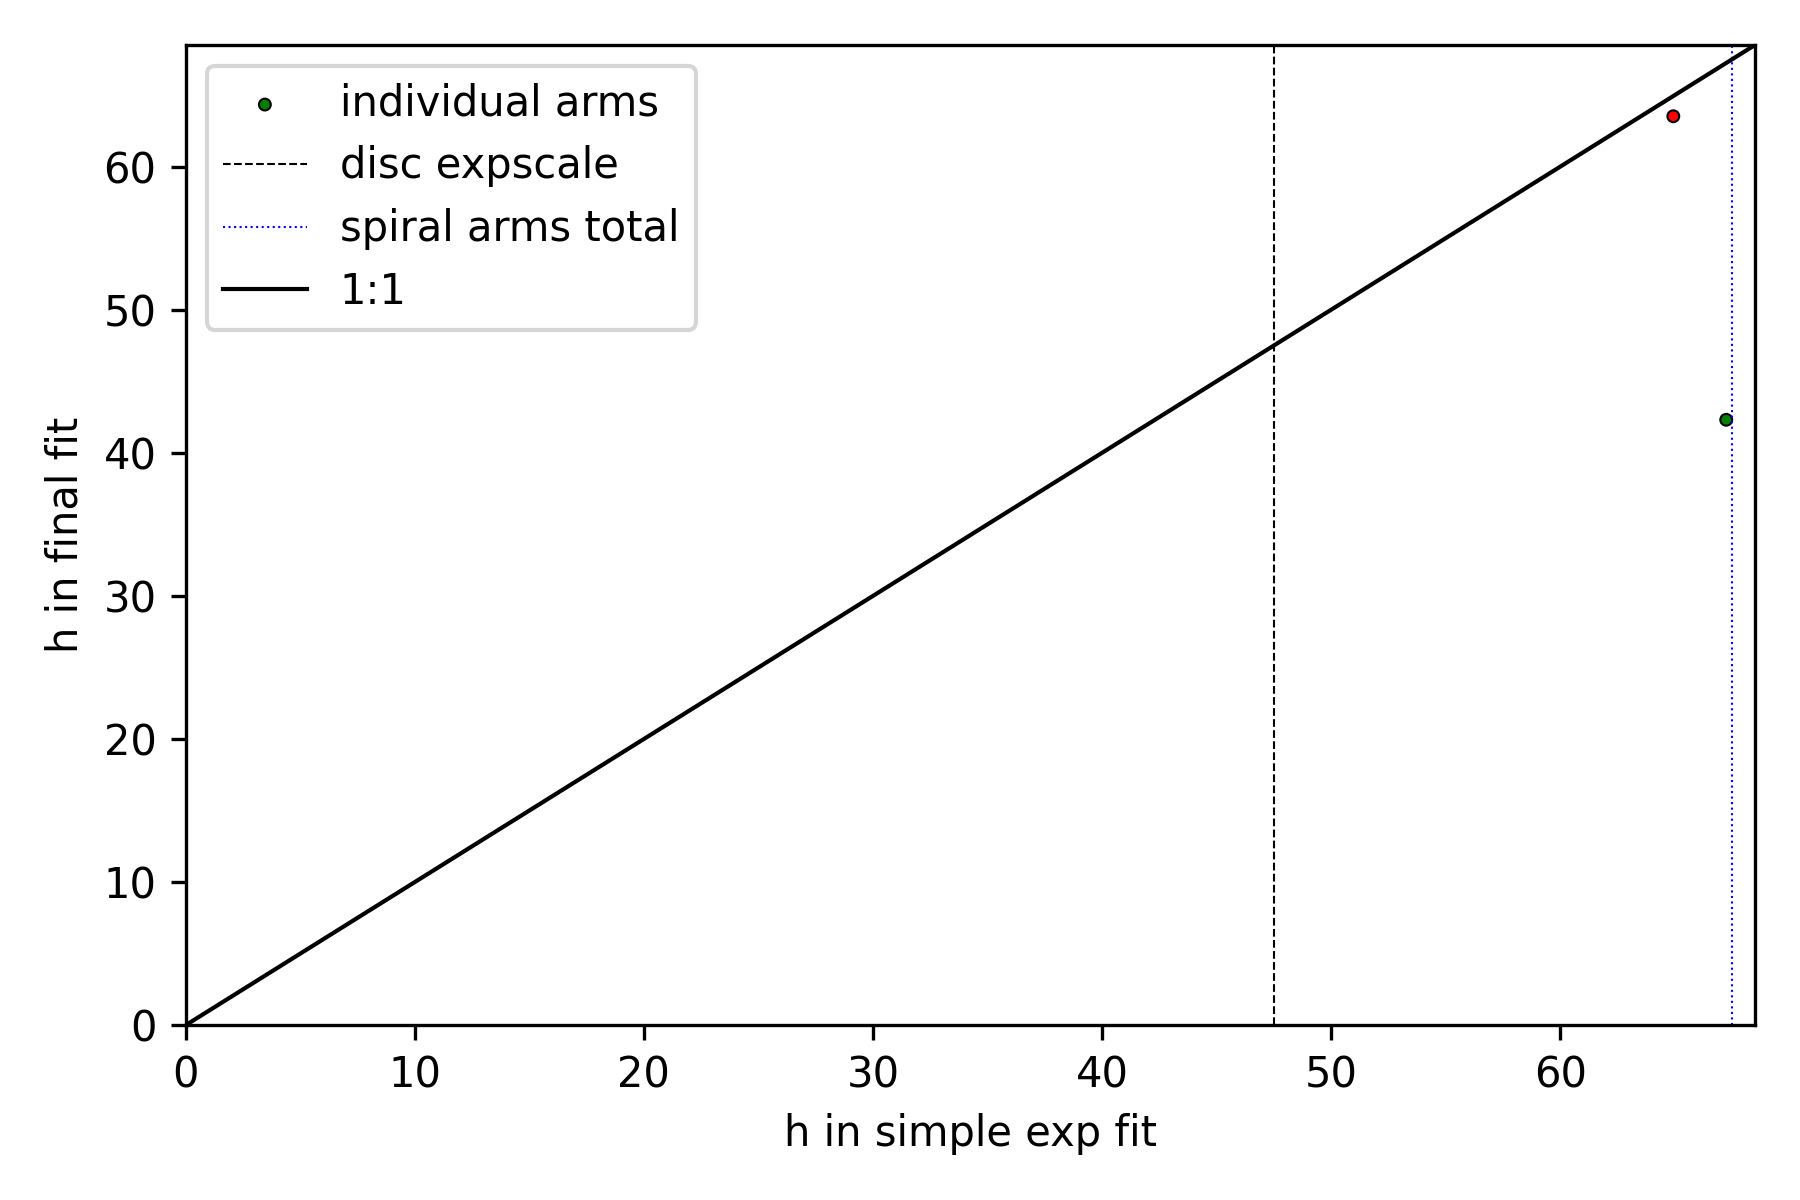 individual arms
disc expscale
spiral arms total
1:1
60
50
40
30
20
10
0
h in final fit
0 10 20 30 40 50 60
h in simple exp fit